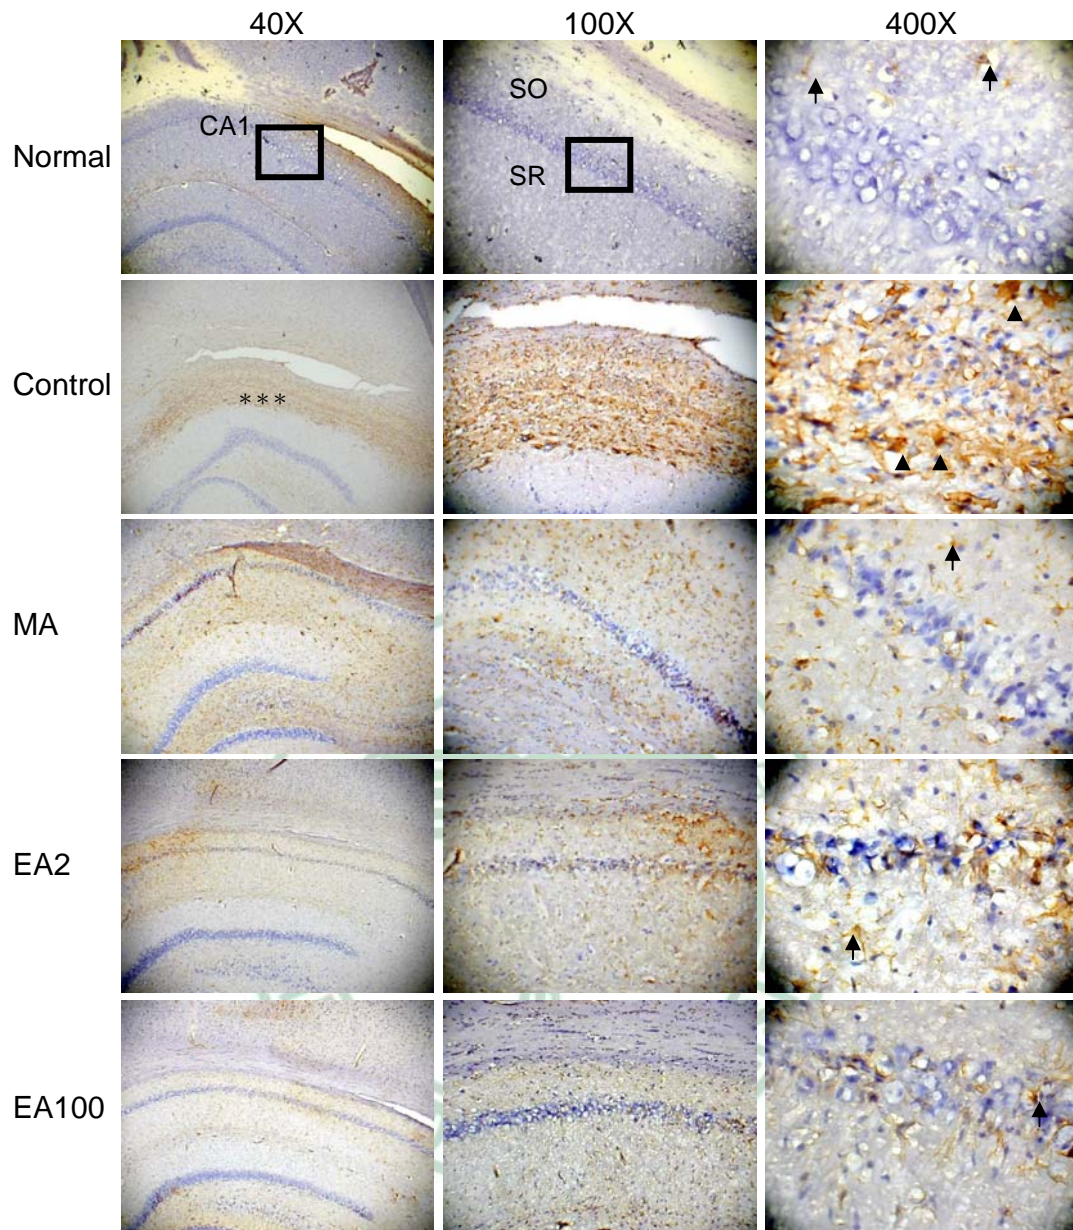 40X 100X 400X
Normal CA1 SO
SR
Control
***
MA
EA2
EA100